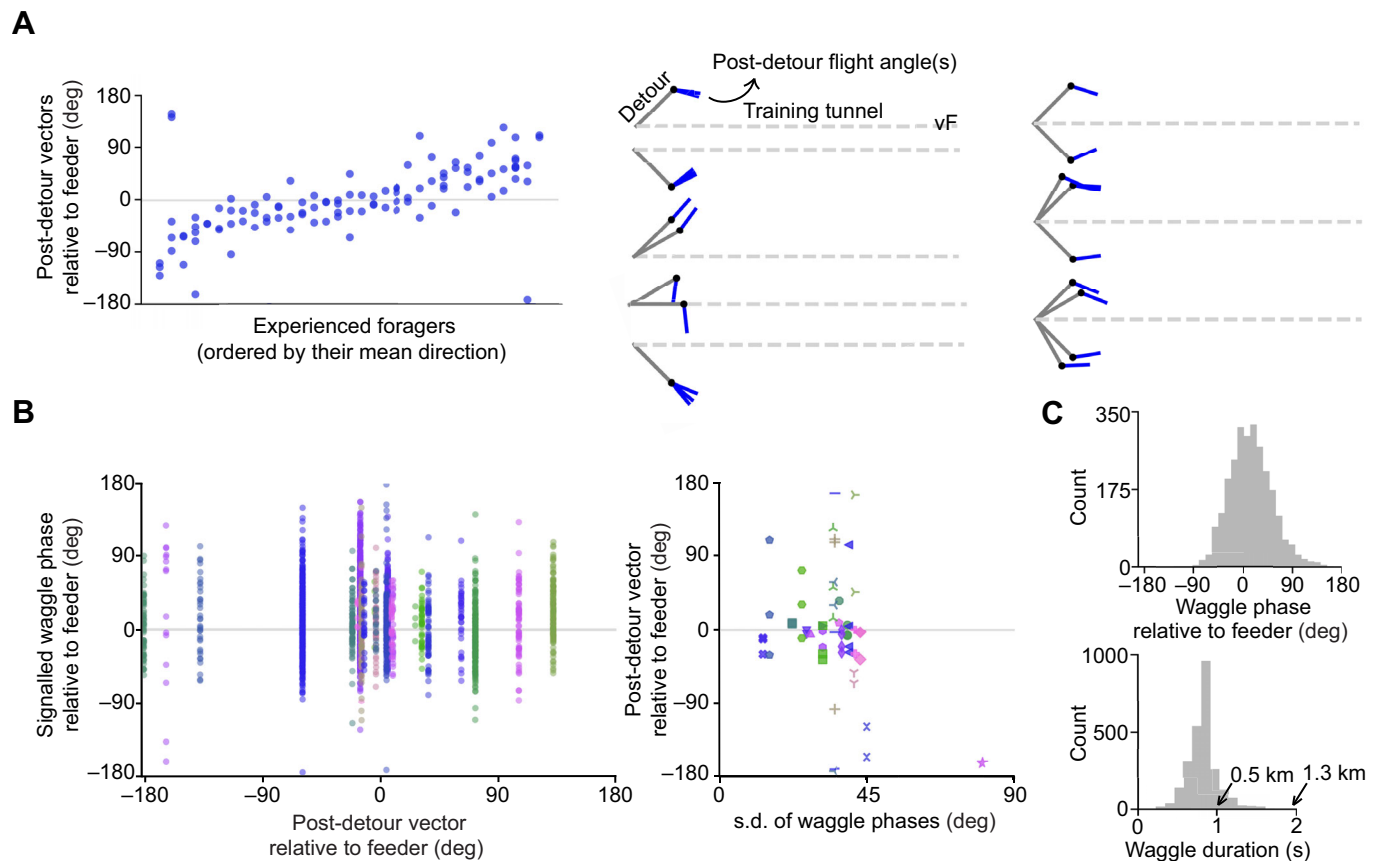 A
Post-detour vectors
relative to feeder (deg)
180
90
0
–90
–180
Experienced foragers
(ordered by their mean direction)
Detour
Post-detour flight angle(s)
Training tunnel
vF
B
Signalled waggle phase
relative to feeder (deg)
180
90
0
–90
–180
–180
–90
0
90
180
Post-detour vector
relative to feeder (deg)
Post-detour vector
relative to feeder (deg)
180
90
0
–90
–180
0
45
90
s.d. of waggle phases (deg)
C
Count
350
175
0
–180
–90
0
90
180
Waggle phase
relative to feeder (deg)
Count
1000
500
0
0.5 km
1.3 km
0
1
2
Waggle duration (s)